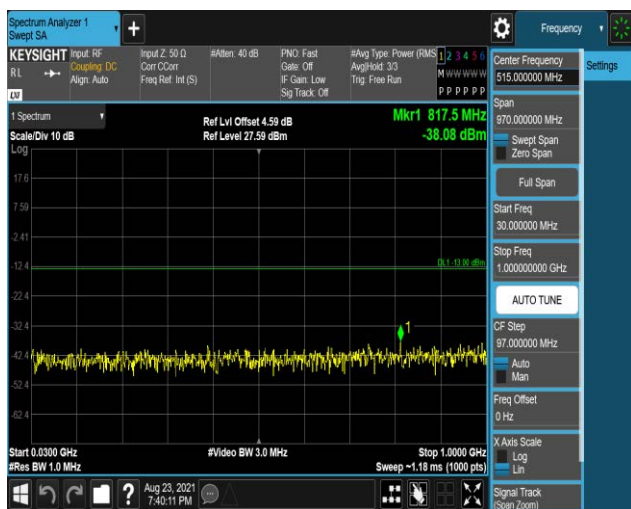 Spectrum Analyzer 1
Swept SA
Frequency
KEYSIGHT
RL
Input: RF
Coupling: DC
Align: Auto
Input Z: 50 Ω
Corr CCorr
Freq Ref: Int (S)
#Atten: 40 dB
PNO: Fast
Gate: Off
IF Gain: Low
Sig Track: Off
#Avg Type: Power (RMS
Avg|Hold: 3/3
Trig: Free Run
1 2 3 4 5 6
M W W W W W
P P P P P P
LXI
1 Spectrum
Scale/Div 10 dB
Log
Ref Lvl Offset 4.59 dB
Ref Level 27.59 dBm
Mkr1 817.5 MHz
-38.08 dBm
17.6
7.59
-2.41
-12.4
DL1 -13.00 dBm
-22.4
-32.4
1
-42.4
-52.4
-62.4
Start 0.0300 GHz
#Res BW 1.0 MHz
#Video BW 3.0 MHz
Stop 1.0000 GHz
Sweep ~1.18 ms (1000 pts)
?
Aug 23, 2021
7:40:11 PM
Center Frequency
515.000000 MHz
Settings
Span
970.000000 MHz
Swept Span
Zero Span
Full Span
Start Freq
30.000000 MHz
Stop Freq
1.000000000 GHz
AUTO TUNE
CF Step
97.000000 MHz
Auto
Man
Freq Offset
0 Hz
X Axis Scale
Log
Lin
Signal Track
(Span Zoom)